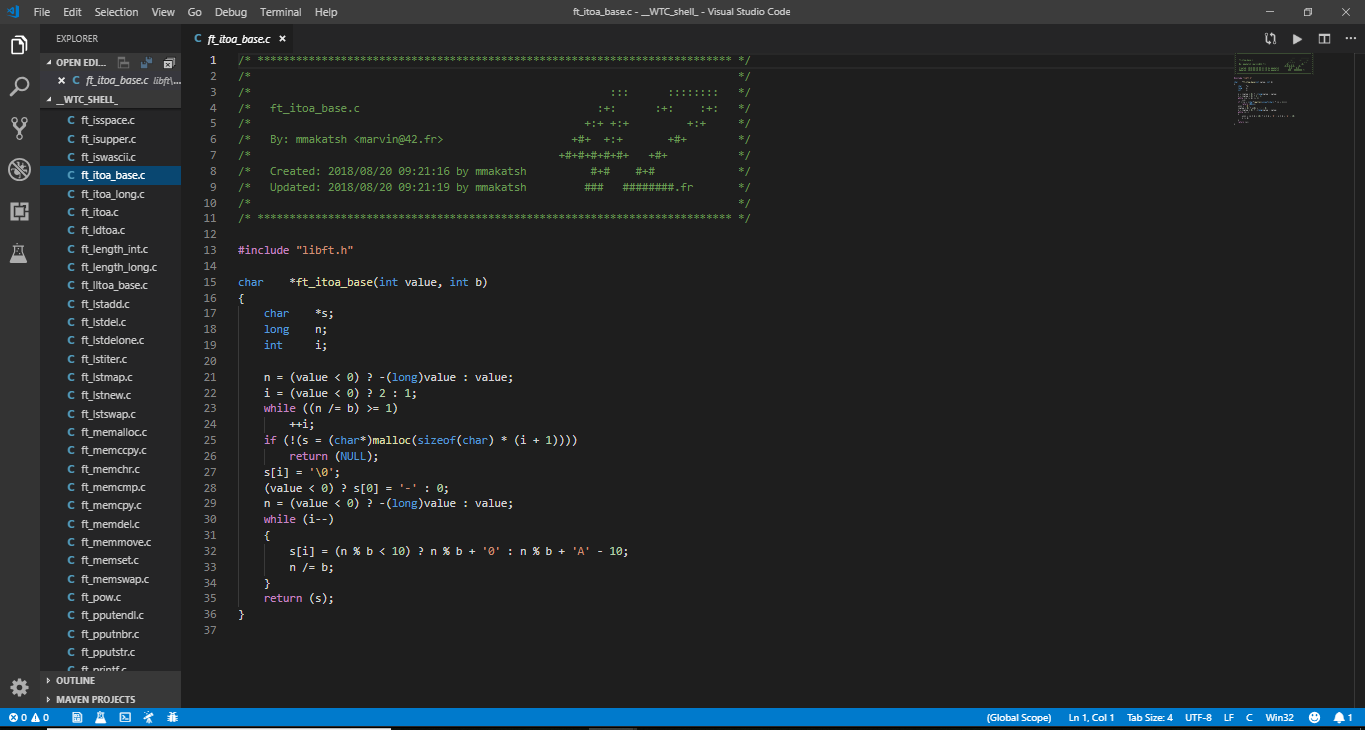 File Edit Selection View Go Debug Terminal Help
ft_itoa_base.c - __WTC_shell_ - Visual Studio Code
EXPLORER
OPEN EDI...
ft_itoa_base.c libft\...
__WTC_SHELL_
C ft_isspace.c
C ft_isupper.c
C ft_iswascii.c
C ft_itoa_base.c
C ft_itoa_long.c
C ft_itoa.c
C ft_ldtoa.c
C ft_length_int.c
C ft_length_long.c
C ft_lltoa_base.c
C ft_lstadd.c
C ft_lstdel.c
C ft_lstdelone.c
C ft_lstiter.c
C ft_lstmap.c
C ft_lstnew.c
C ft_lstswap.c
C ft_memalloc.c
C ft_memccpy.c
C ft_memchr.c
C ft_memcmp.c
C ft_memcpy.c
C ft_memdel.c
C ft_memmove.c
C ft_memset.c
C ft_memswap.c
C ft_pow.c
C ft_pputendl.c
C ft_pputnbr.c
C ft_pputstr.c
C ft_printf.c
OUTLINE
MAVEN PROJECTS
C ft_itoa_base.c ×
1 /* ************************************************************************** */
2 /*                                                                            */
3 /*                                                        :::      ::::::::   */
4 /*   ft_itoa_base.c                                     :+:      :+:    :+:   */
5 /*                                                    +:+ +:+         +:+     */
6 /*   By: mmakatsh <marvin@42.fr>                    +#+  +:+       +#+        */
7 /*                                                +#+#+#+#+#+   +#+           */
8 /*   Created: 2018/08/20 09:21:16 by mmakatsh          #+#    #+#             */
9 /*   Updated: 2018/08/20 09:21:19 by mmakatsh         ###   ########.fr       */
10 /*                                                                            */
11 /* ************************************************************************** */
12
13 #include "libft.h"
14
15 char    *ft_itoa_base(int value, int b)
16 {
17     char    *s;
18     long    n;
19     int     i;
20
21     n = (value < 0) ? -(long)value : value;
22     i = (value < 0) ? 2 : 1;
23     while ((n /= b) >= 1)
24         ++i;
25     if (!(s = (char*)malloc(sizeof(char) * (i + 1))))
26         return (NULL);
27     s[i] = '\0';
28     (value < 0) ? s[0] = '-' : 0;
29     n = (value < 0) ? -(long)value : value;
30     while (i--)
31     {
32         s[i] = (n % b < 10) ? n % b + '0' : n % b + 'A' - 10;
33         n /= b;
34     }
35     return (s);
36 }
37
0 0
(Global Scope) Ln 1, Col 1 Tab Size: 4 UTF-8 LF C Win32 1